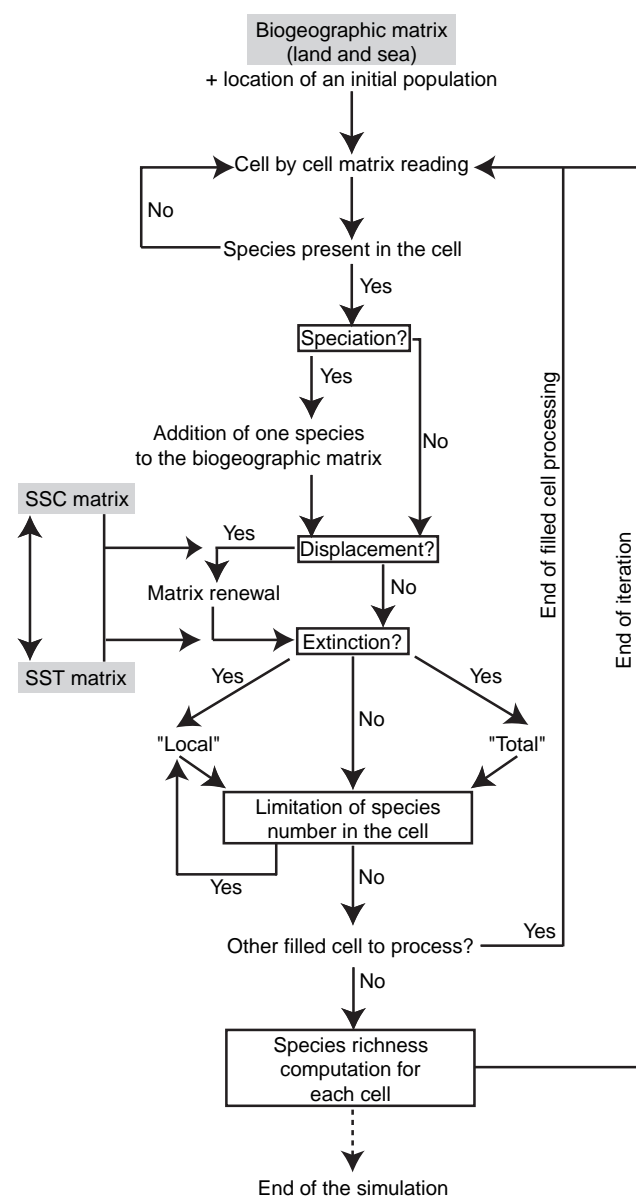 Biogeographic matrix
(land and sea)
+ location of an initial population
Cell by cell matrix reading
No
Species present in the cell
Yes
Speciation?
Yes
No
Addition of one species
to the biogeographic matrix
SSC matrix
Yes
Displacement?
Matrix renewal
No
Extinction?
SST matrix
Yes
Yes
No
"Local"
"Total"
Limitation of species
number in the cell
Yes
No
Other filled cell to process?
Yes
End of filled cell processing
End of iteration
No
Species richness
computation for
each cell
End of the simulation